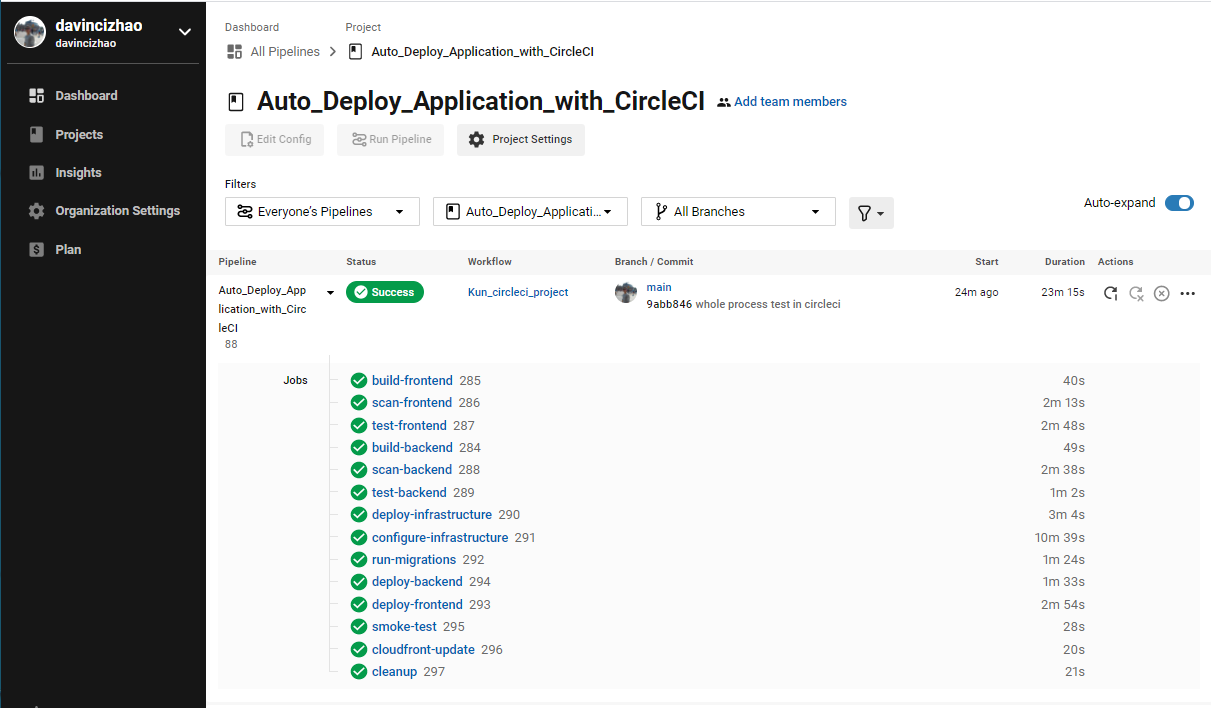 davincizhao
davincizhao
Dashboard
Projects
Insights
Organization Settings
Plan
Dashboard Project
All Pipelines Auto_Deploy_Application_with_CircleCI
Auto_Deploy_Application_with_CircleCI Add team members
Edit Config Run Pipeline Project Settings
Filters
Everyone's Pipelines Auto_Deploy_Applicati... All Branches Auto-expand
Pipeline Status Workflow Branch / Commit Start Duration Actions
Auto_Deploy_App
lication_with_Circ
leCI
88
Success Kun_circleci_project main 24m ago 23m 15s
9abb846 whole process test in circleci
Jobs build-frontend 285 40s
scan-frontend 286 2m 13s
test-frontend 287 2m 48s
build-backend 284 49s
scan-backend 288 2m 38s
test-backend 289 1m 2s
deploy-infrastructure 290 3m 4s
configure-infrastructure 291 10m 39s
run-migrations 292 1m 24s
deploy-backend 294 1m 33s
deploy-frontend 293 2m 54s
smoke-test 295 28s
cloudfront-update 296 20s
cleanup 297 21s